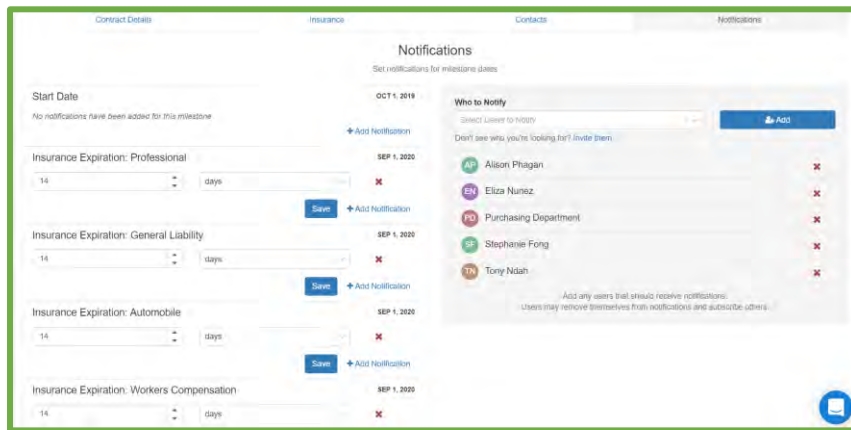 Contract Details
Insurance
Contacts
Notifications
Notifications
Set notifications for milestone dates
Start Date
OCT 1, 2019
No notifications have been added for this milestone
+ Add Notification
Insurance Expiration: Professional
SEP 1, 2020
14 days
Save + Add Notification
Insurance Expiration: General Liability
SEP 1, 2020
14 days
Save + Add Notification
Insurance Expiration: Automobile
SEP 1, 2020
14 days
Save + Add Notification
Insurance Expiration: Workers Compensation
SEP 1, 2020
14 days
Who to Notify
Select Users to Notify
Add
Don't see who you're looking for? Invite them
AP Alison Phagan
EN Eliza Nunez
PD Purchasing Department
SF Stephanie Fong
TN Tony Ndah
Add any users that should receive notifications.
Users may remove themselves from notifications and subscribe others.